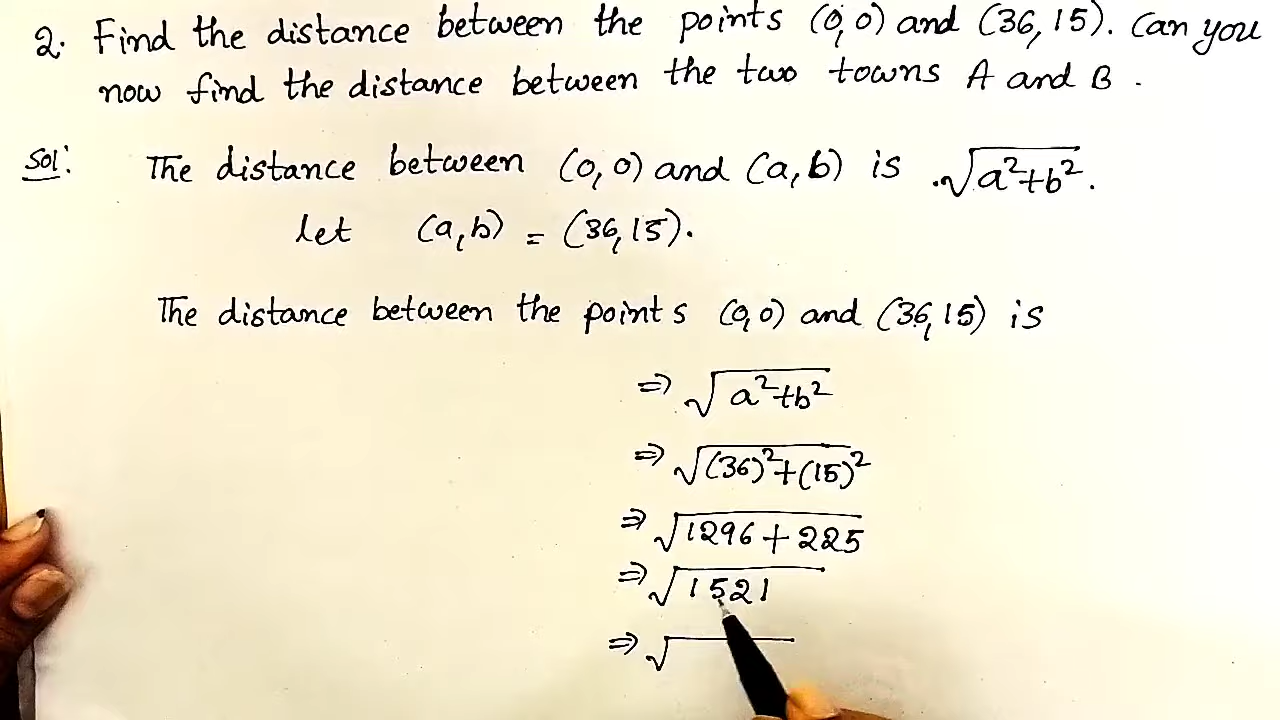 2. Find the distance between the points (0,0) and (36,15). Can you
now find the distance between the two towns A and B.
Sol: The distance between (0,0) and (a,b) is .√a²+b².
let (a,b) = (36,15).
The distance between the points (0,0) and (36,15) is
⇒ √a²+b²
⇒ √(36)²+(15)²
⇒ √1296+225
⇒ √1521
⇒ √